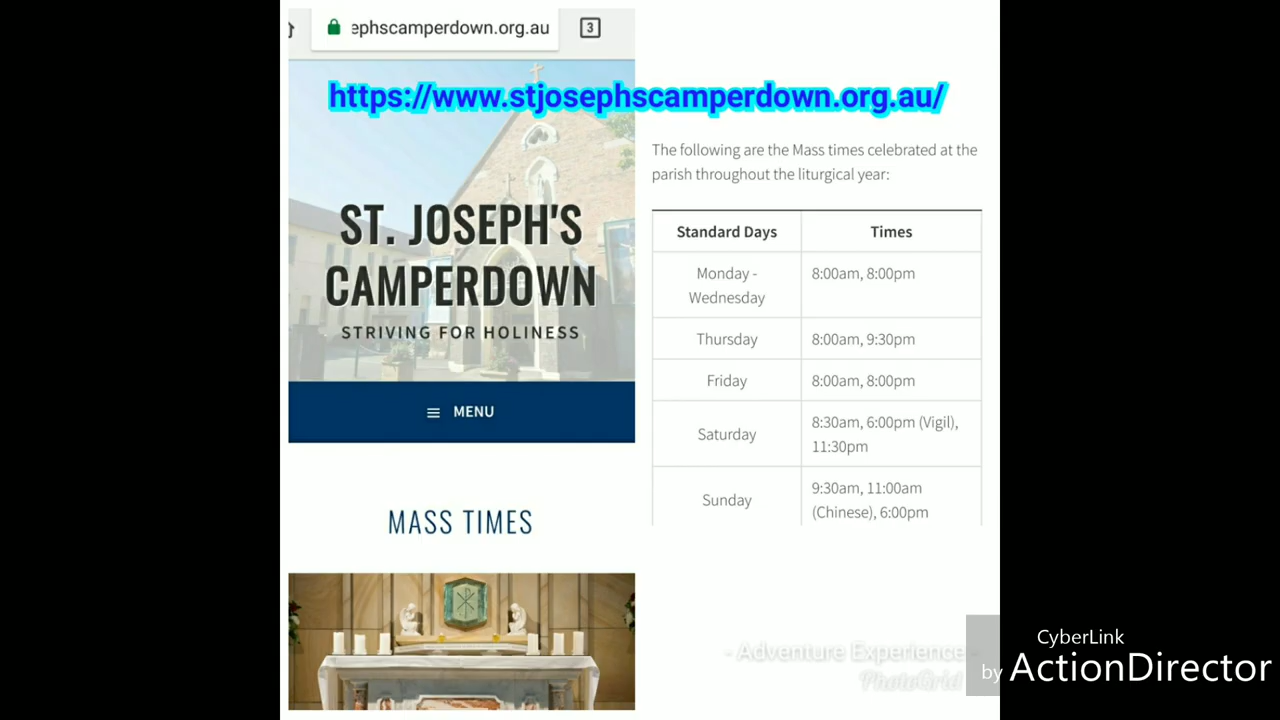 ephscamperdown.org.au
3
https://www.stjosephscamperdown.org.au/
ST. JOSEPH'S
CAMPERDOWN
STRIVING FOR HOLINESS
MENU
MASS TIMES
The following are the Mass times celebrated at the
parish throughout the liturgical year:
Standard Days Times
Monday - 8:00am, 8:00pm
Wednesday
Thursday 8:00am, 9:30pm
Friday 8:00am, 8:00pm
Saturday 8:30am, 6:00pm (Vigil),
11:30pm
Sunday 9:30am, 11:00am
(Chinese), 6:00pm
- Adventure Experience -
PhotoGrid
CyberLink
by ActionDirector